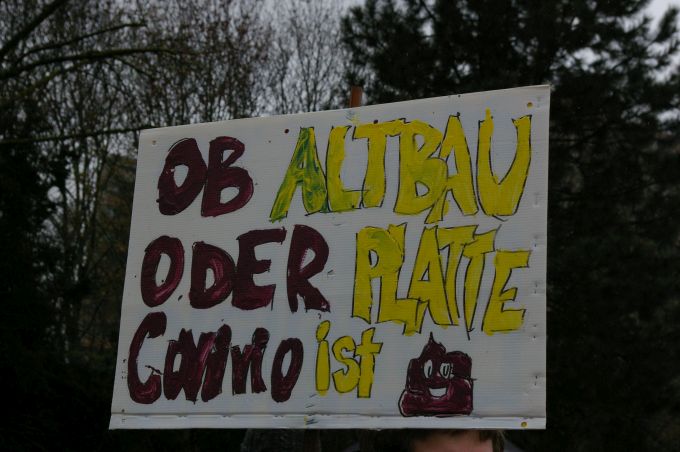 OB ALTBAU
ODER PLATTE
Conno ist